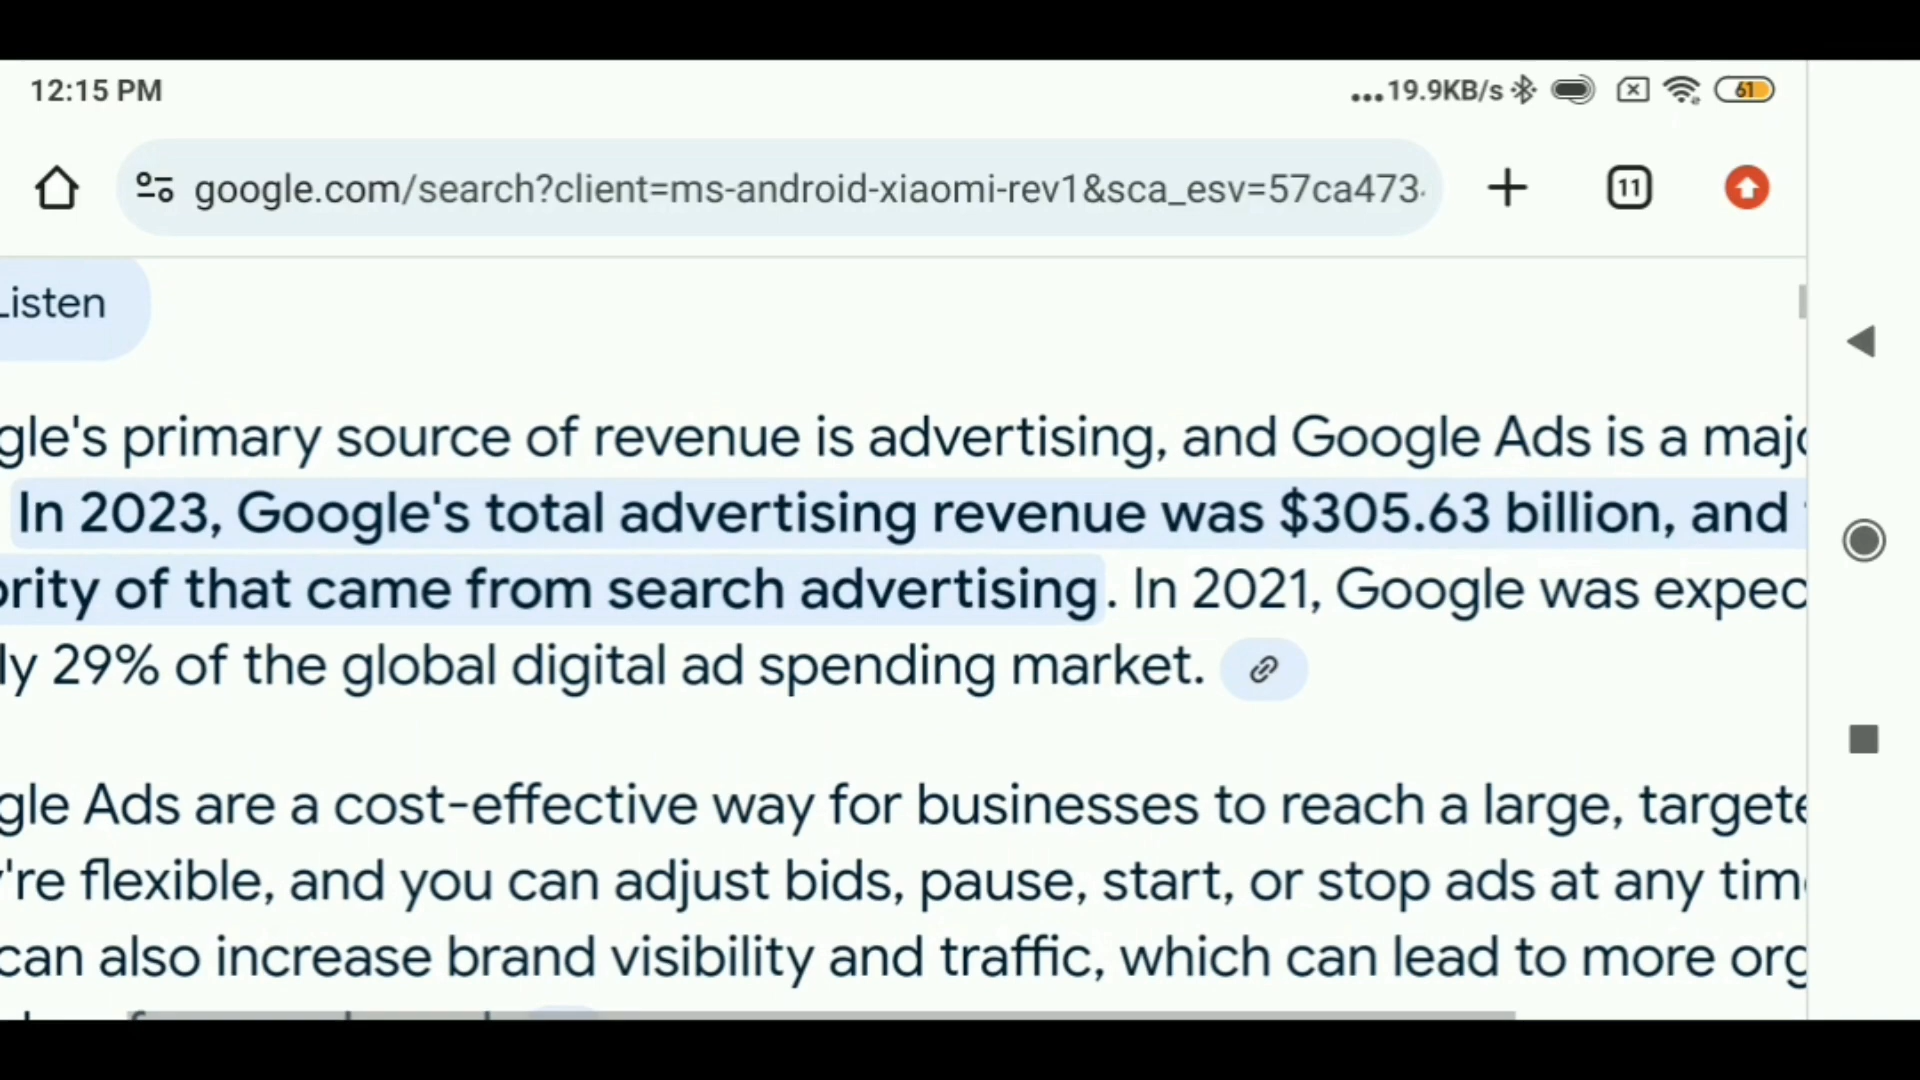 12:15 PM
...19.9KB/s
61
google.com/search?client=ms-android-xiaomi-rev1&sca_esv=57ca473
11
Listen
gle's primary source of revenue is advertising, and Google Ads is a majo
In 2023, Google's total advertising revenue was $305.63 billion, and
ority of that came from search advertising. In 2021, Google was expec
ly 29% of the global digital ad spending market.
gle Ads are a cost-effective way for businesses to reach a large, targete
y're flexible, and you can adjust bids, pause, start, or stop ads at any time
can also increase brand visibility and traffic, which can lead to more org